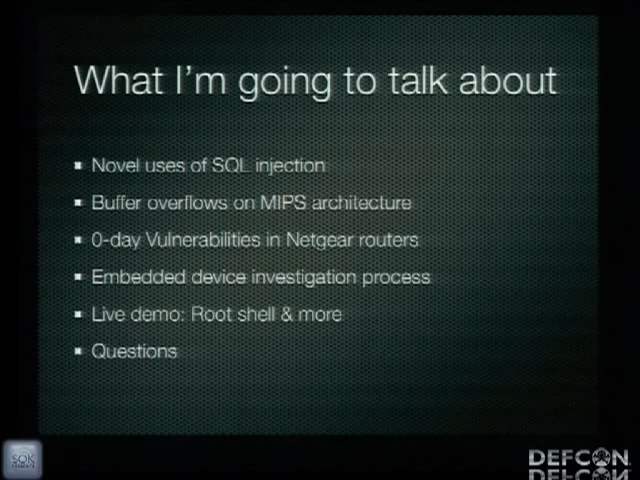 What I'm going to talk about
Novel uses of SQL injection
Buffer overflows on MIPS architecture
0-day Vulnerabilities in Netgear routers
Embedded device investigation process
Live demo: Root shell & more
Questions
SOK
DEFCON